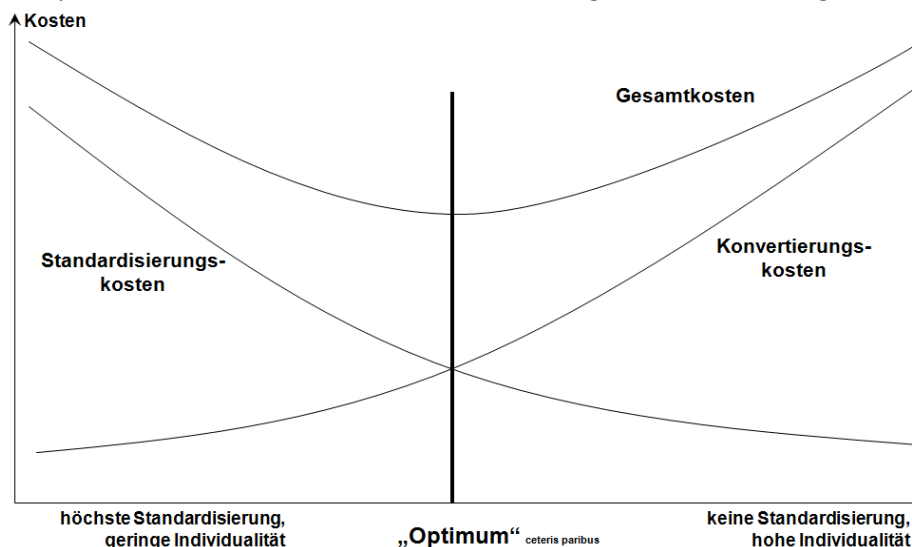 Kosten
Gesamtkosten
Standardisierungs-
kosten
Konvertierungs-
kosten
höchste Standardisierung,
geringe Individualität
„Optimum“ ceteris paribus
keine Standardisierung,
hohe Individualität